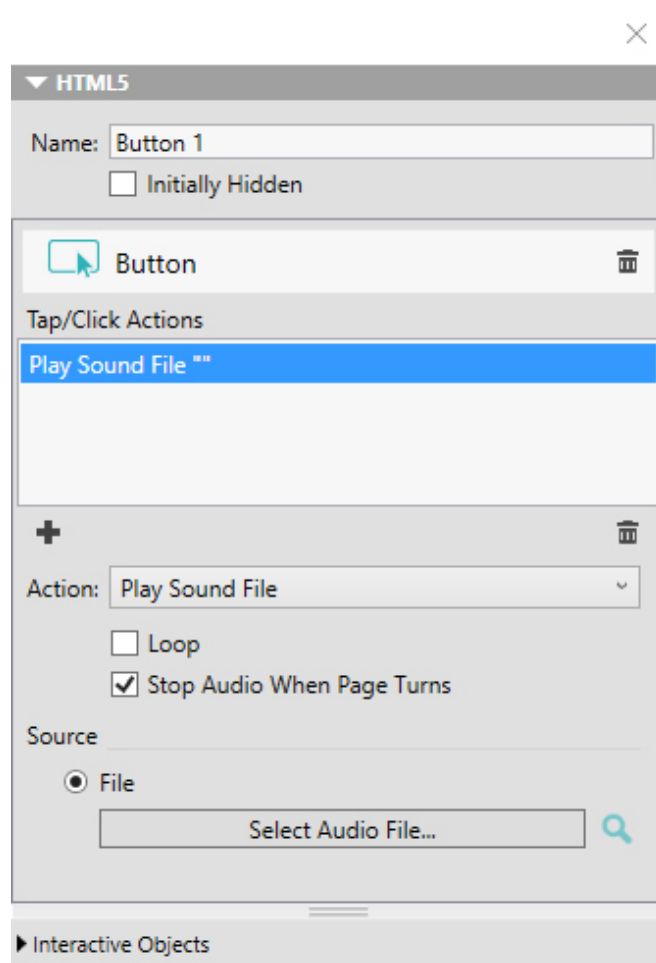 HTML5
Name: Button 1
Initially Hidden
Button
Tap/Click Actions
Play Sound File ""
Action: Play Sound File
Loop
Stop Audio When Page Turns
Source
File
Select Audio File...
Interactive Objects